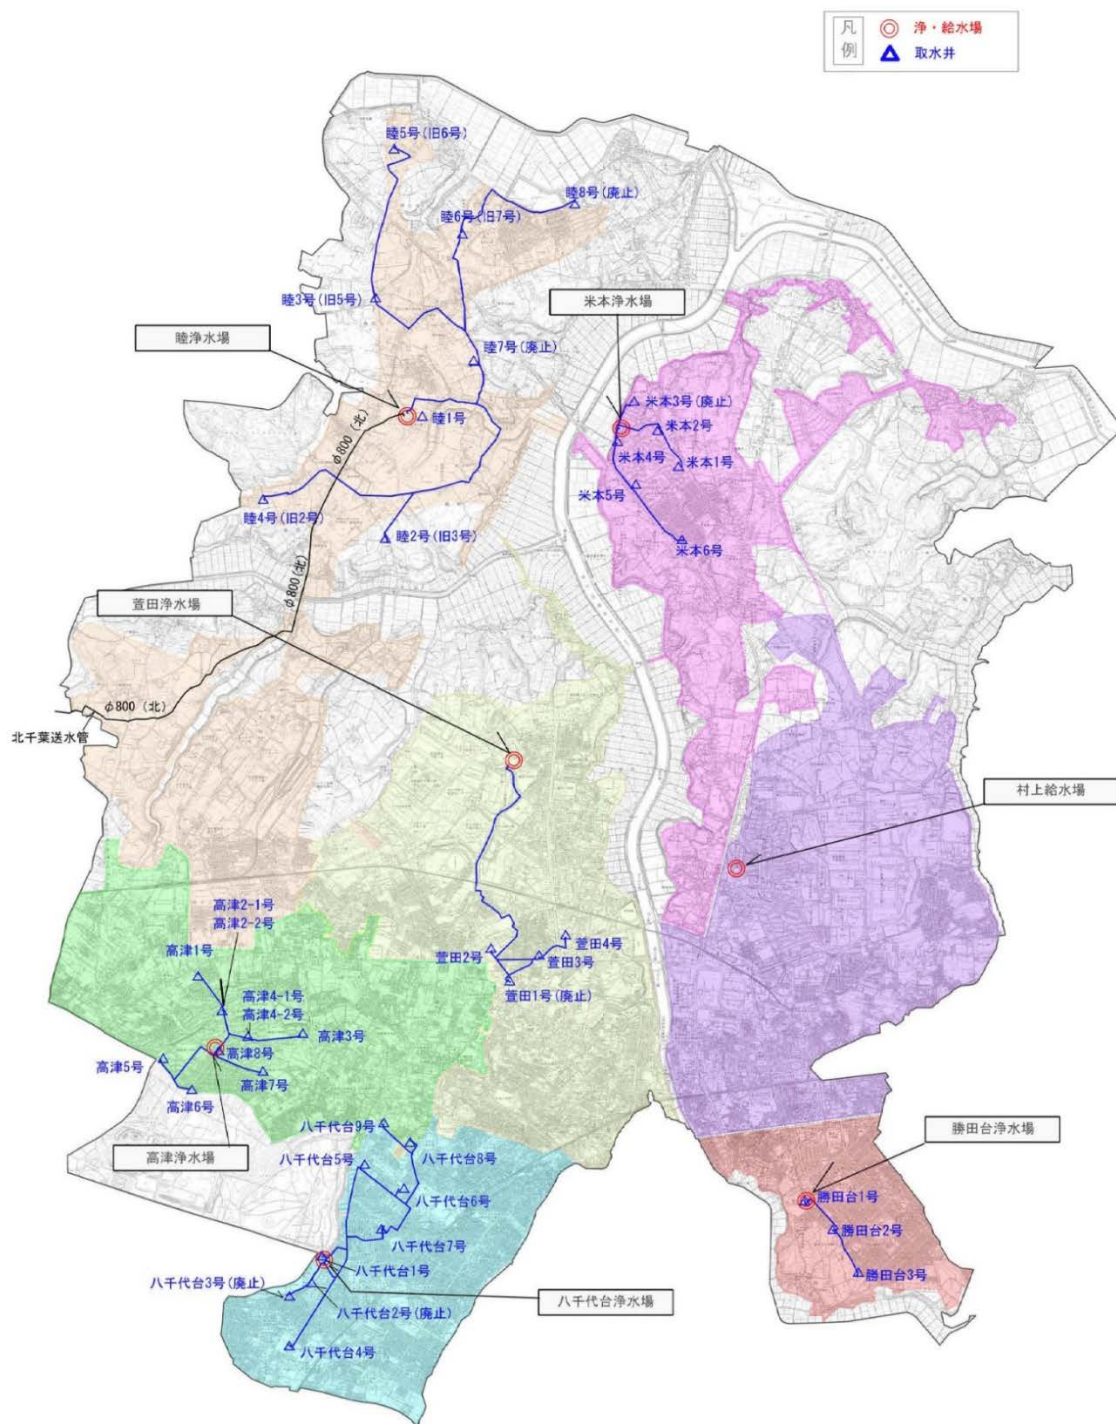 凡例
浄・給水場
取水井
睦5号(旧6号)
睦8号(廃止)
睦6号(旧7号)
睦3号(旧5号)
米本浄水場
睦浄水場
睦7号(廃止)
米本3号(廃止)
睦1号
米本2号
φ800(北)
米本4号
米本1号
米本5号
睦4号(旧2号)
睦2号(旧3号)
米本6号
φ800(北)
萱田浄水場
φ800 (北)
北千葉送水管
村上給水場
高津2-1号
高津2-2号
高津1号
萱田4号
萱田2号
萱田3号
萱田1号(廃止)
高津4-1号
高津4-2号
高津3号
高津8号
高津5号
高津7号
高津6号
八千代台9号
勝田台浄水場
高津浄水場
八千代台8号
八千代台5号
八千代台6号
勝田台1号
勝田台2号
八千代台7号
八千代台1号
勝田台3号
八千代台3号(廃止)
八千代台浄水場
八千代台2号(廃止)
八千代台4号